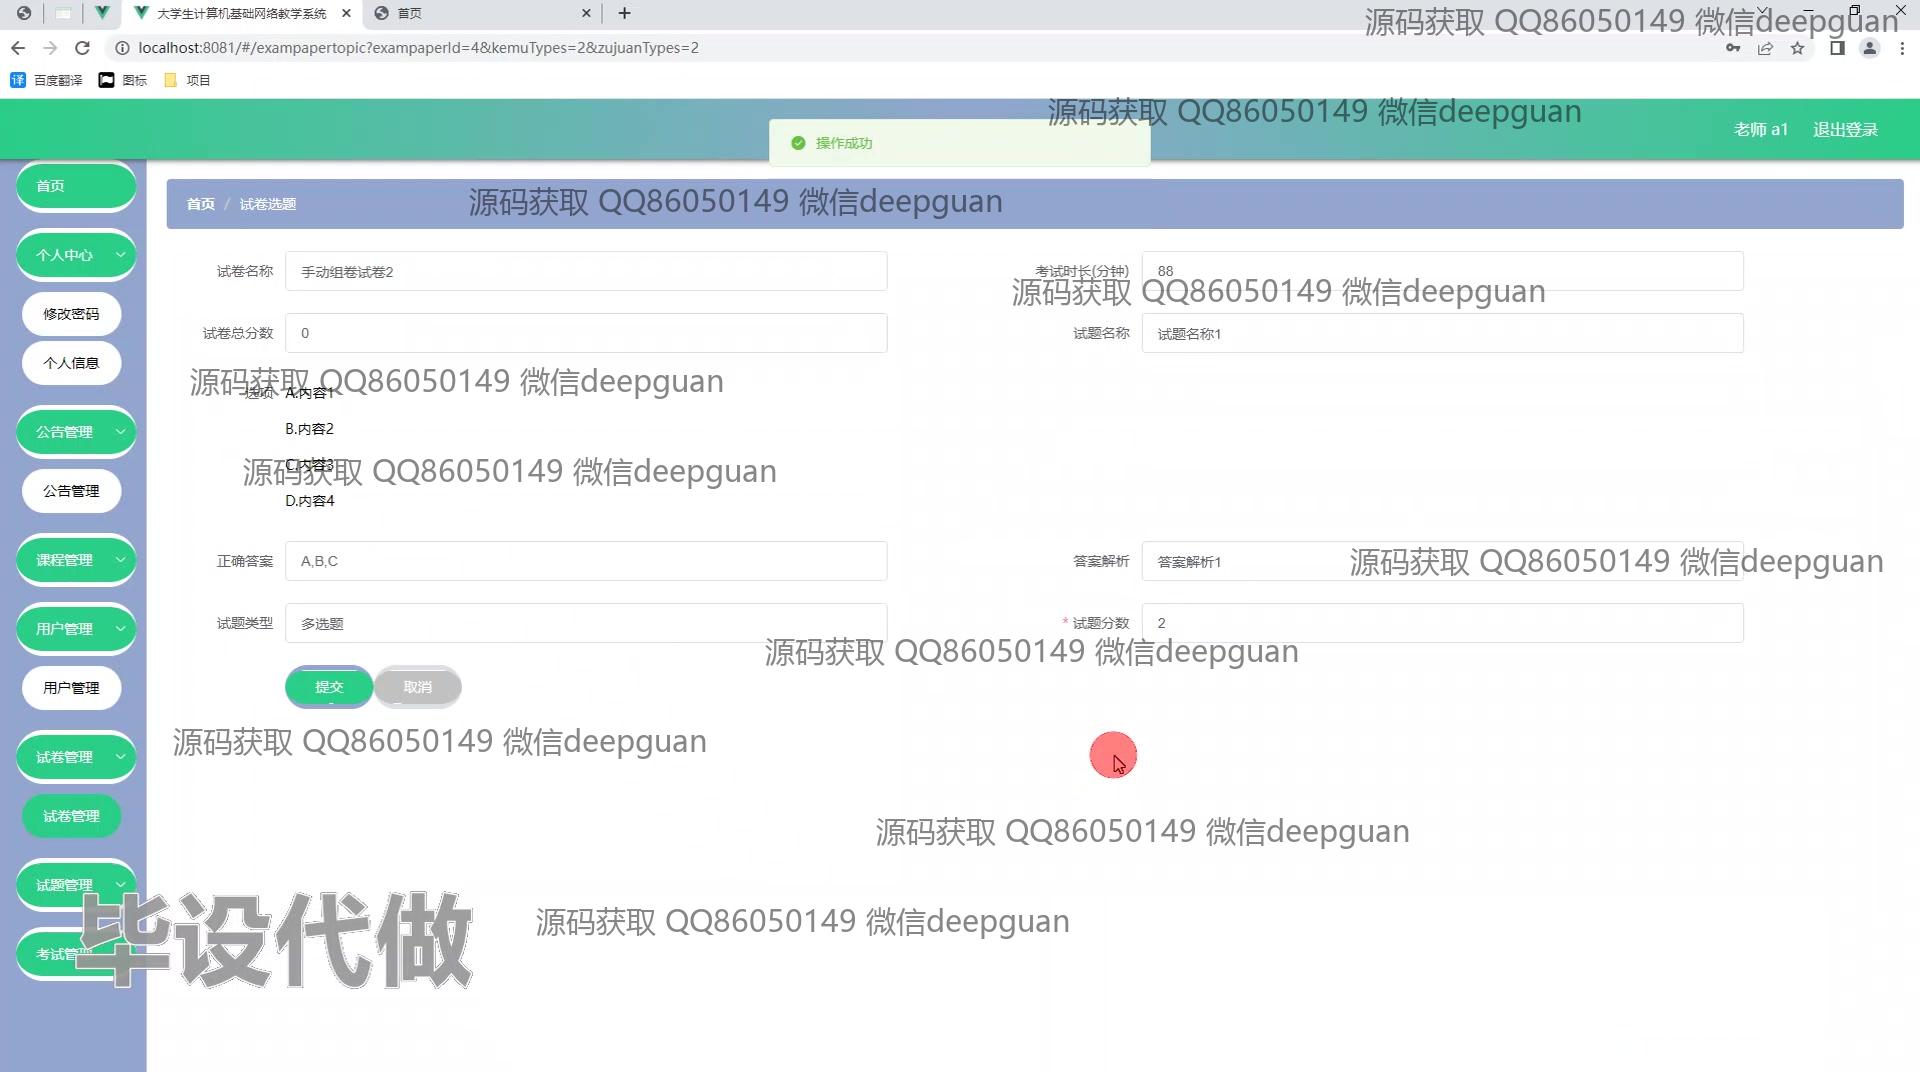 大学生计算机基础网络教学系统
首页
源码获取 QQ86050149 微信deepguan
localhost:8081/#/exampapertopic?exampaperId=4&kemuTypes=2&zujuanTypes=2
百度翻译 图标 项目
源码获取 QQ86050149 微信deepguan
操作成功
老师 a1 退出登录
首页
首页 / 试卷选题
源码获取 QQ86050149 微信deepguan
个人中心
试卷名称 手动组卷试卷2
考试时长(分钟) 88
源码获取 QQ86050149 微信deepguan
修改密码
试卷总分数 0
试题名称 试题名称1
个人信息
源码获取 QQ86050149 微信deepguan
选项 A.内容1
公告管理
B.内容2
C.内容3
源码获取 QQ86050149 微信deepguan
公告管理
D.内容4
课程管理
正确答案 A,B,C
答案解析 答案解析1
源码获取 QQ86050149 微信deepguan
用户管理
试题类型 多选题
* 试题分数 2
源码获取 QQ86050149 微信deepguan
用户管理
提交 取消
源码获取 QQ86050149 微信deepguan
试卷管理
试卷管理
源码获取 QQ86050149 微信deepguan
试题管理
毕设代做
源码获取 QQ86050149 微信deepguan
考试管理